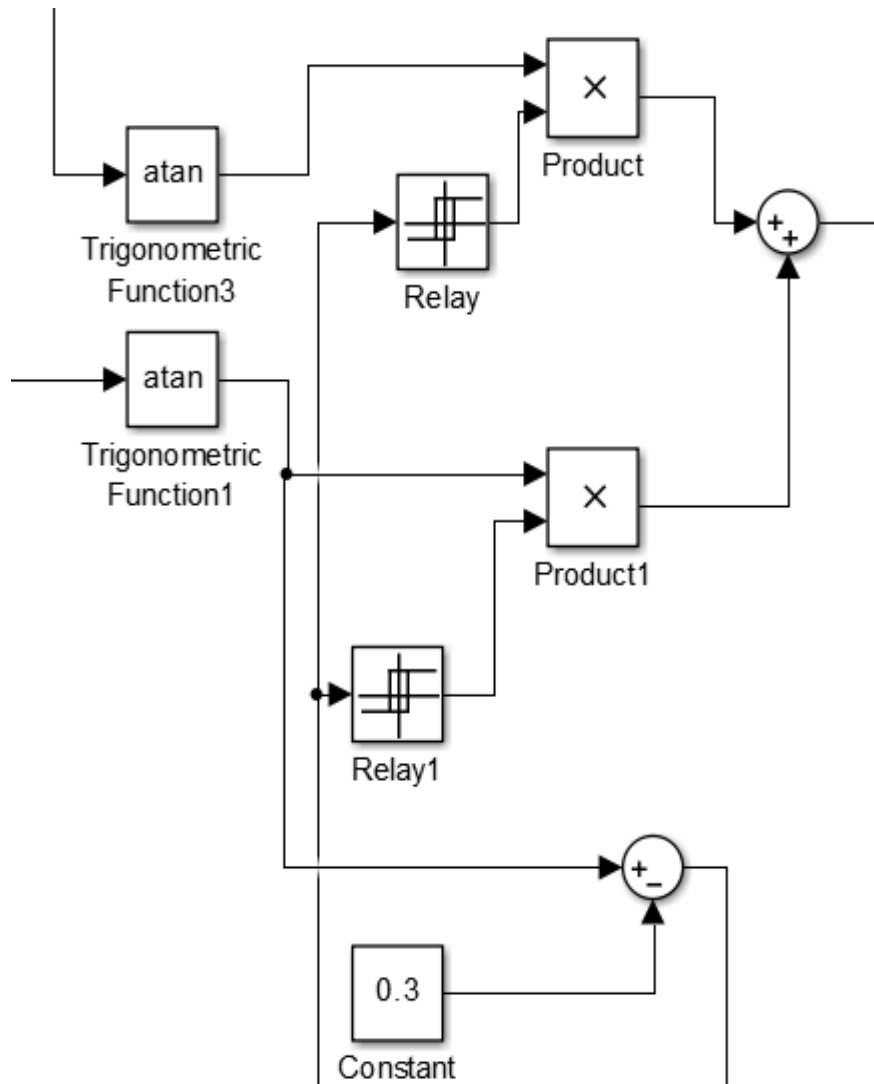 ×
Product
atan
Trigonometric
Function3
Relay
+
+
atan
Trigonometric
Function1
×
Product1
Relay1
+
−
0.3
Constant